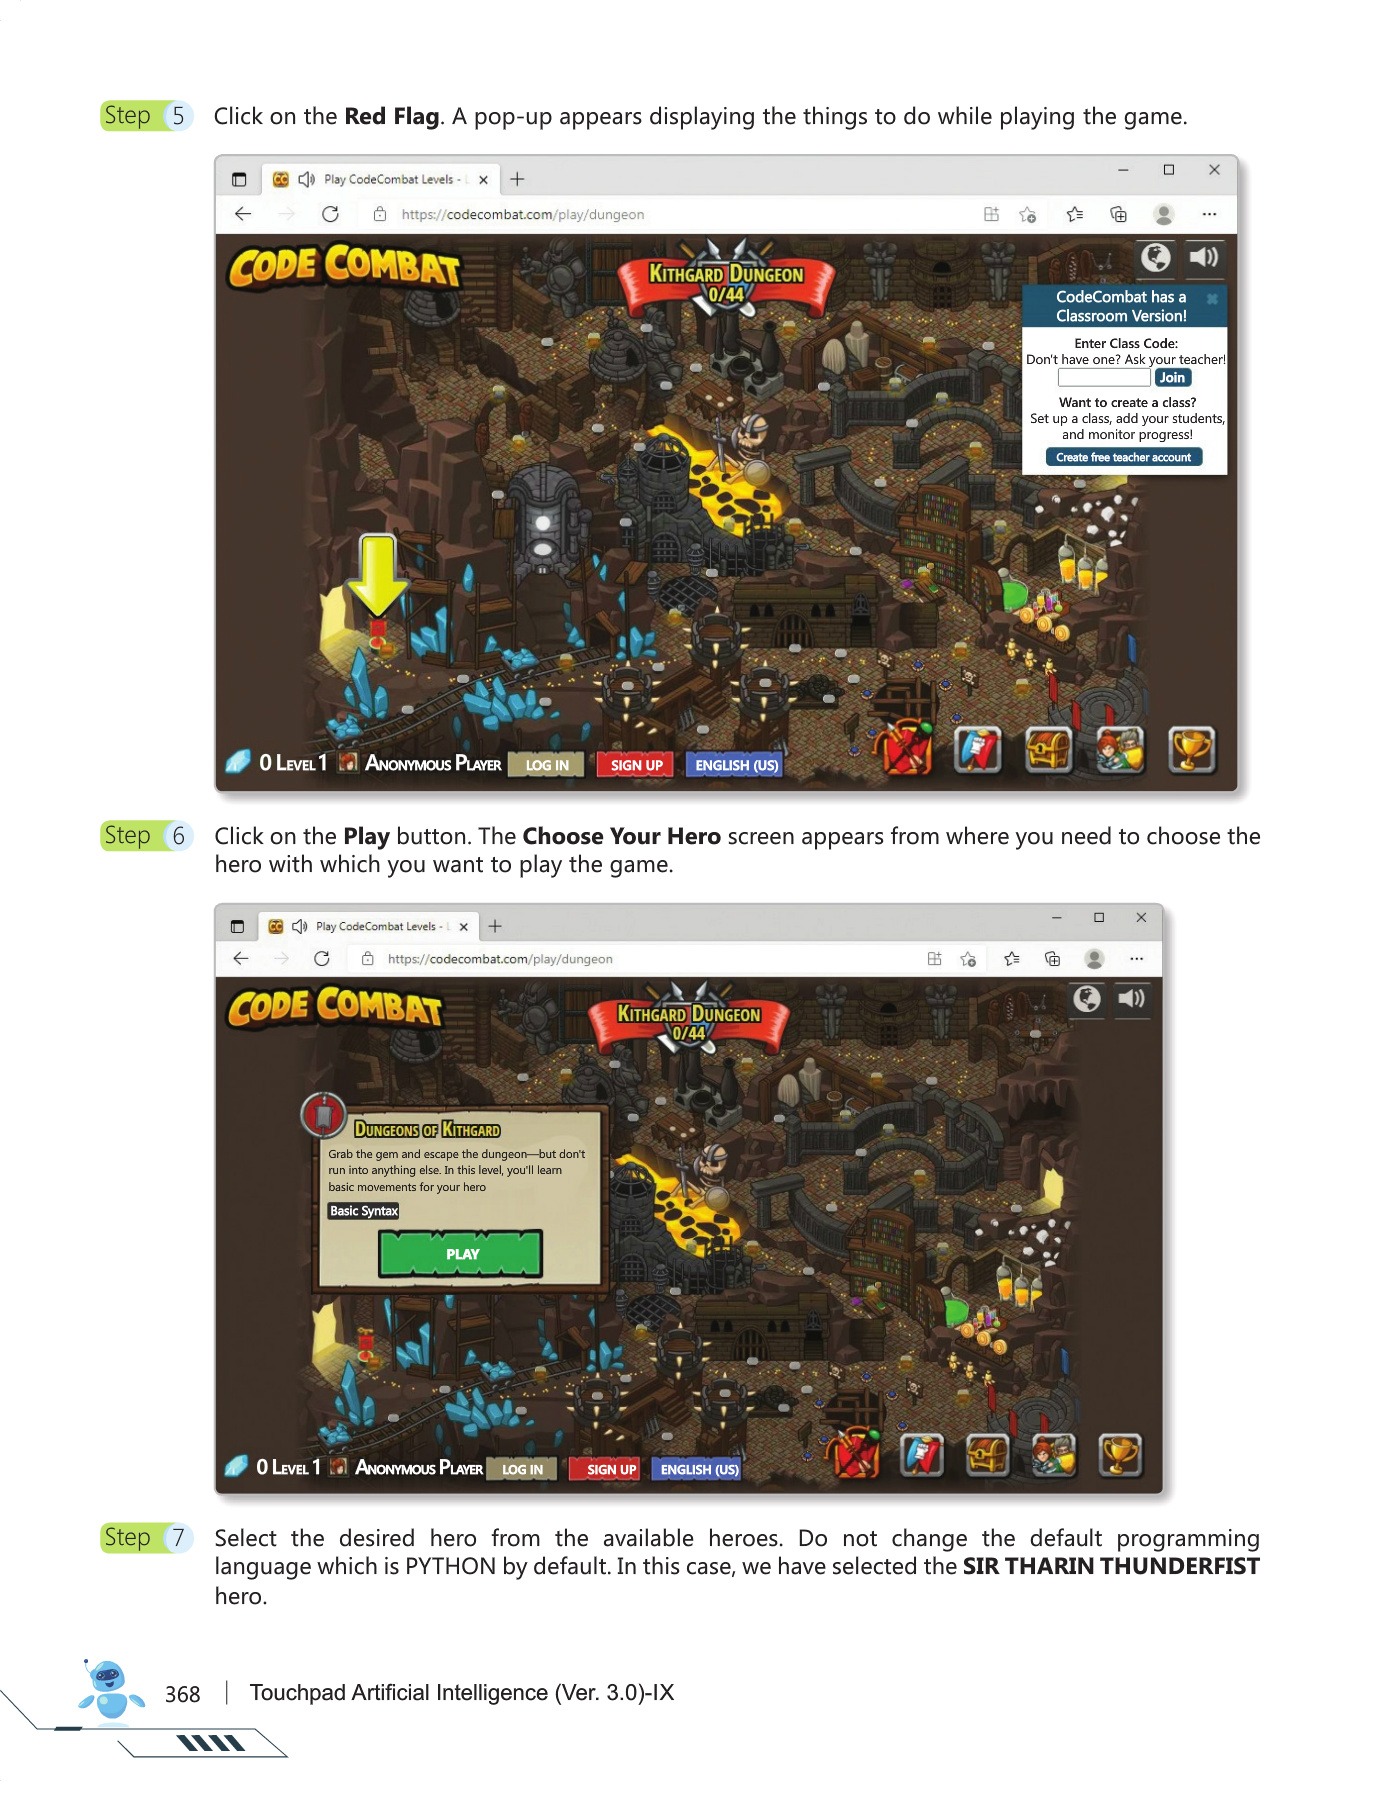 Step 5 Click on the Red Flag. A pop-up appears displaying the things to do while playing the game.
Play CodeCombat Levels -
https://codecombat.com/play/dungeon
CODE COMBAT
KITHGARD DUNGEON
0/44
CodeCombat has a
Classroom Version!
Enter Class Code:
Don't have one? Ask your teacher!
Join
Want to create a class?
Set up a class, add your students,
and monitor progress!
Create free teacher account
0 LEVEL 1 ANONYMOUS PLAYER LOG IN SIGN UP ENGLISH (US)
Step 6 Click on the Play button. The Choose Your Hero screen appears from where you need to choose the
hero with which you want to play the game.
Play CodeCombat Levels -
https://codecombat.com/play/dungeon
CODE COMBAT
KITHGARD DUNGEON
0/44
DUNGEONS OF KITHGARD
Grab the gem and escape the dungeon—but don't
run into anything else. In this level, you'll learn
basic movements for your hero
Basic Syntax
PLAY
0 LEVEL 1 ANONYMOUS PLAYER LOG IN SIGN UP ENGLISH (US)
Step 7 Select the desired hero from the available heroes. Do not change the default programming
language which is PYTHON by default. In this case, we have selected the SIR THARIN THUNDERFIST
hero.
368 Touchpad Artificial Intelligence (Ver. 3.0)-IX